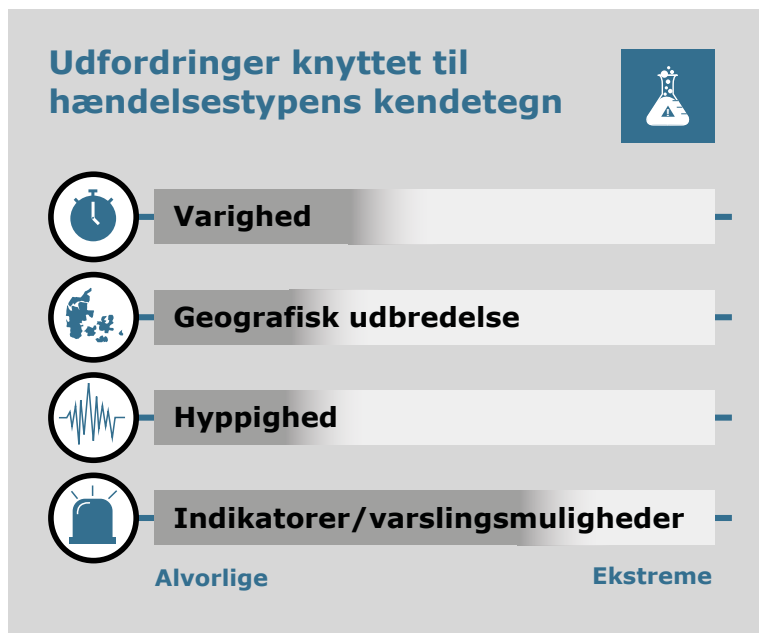 Udfordringer knyttet til
hændelsestypens kendetegn
Varighed
Geografisk udbredelse
Hyppighed
Indikatorer/varslingsmuligheder
Alvorlige
Ekstreme